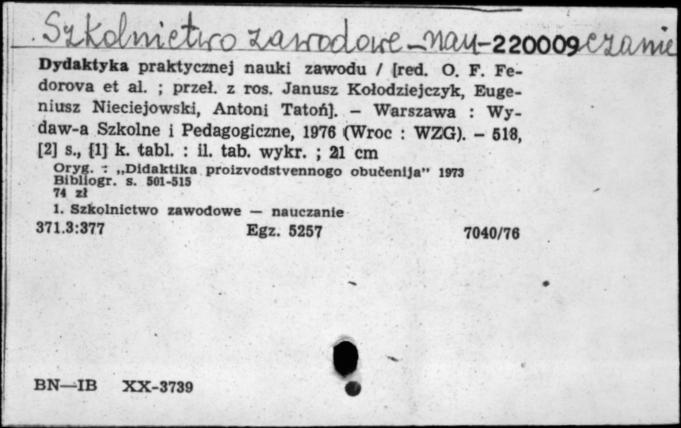 Szkolnictwo zawodowe - nau-220009czanie
Dydaktyka praktycznej nauki zawodu / [red. O. F. Fe-
dorova et al. ; przeł. z ros. Janusz Kołodziejczyk, Euge-
niusz Nieciejowski, Antoni Tatoń]. – Warszawa : Wy-
daw-a Szkolne i Pedagogiczne, 1976 (Wroc : WZG). – 518,
[2] s., [1] k. tabl. : il. tab. wykr. ; 21 cm
Oryg. : „Didaktika proizvodstvennogo obučenija” 1973
Bibliogr. s. 501-515
74 zł
1. Szkolnictwo zawodowe — nauczanie
371.3:377 Egz. 5257 7040/76
BN—IB XX-3739